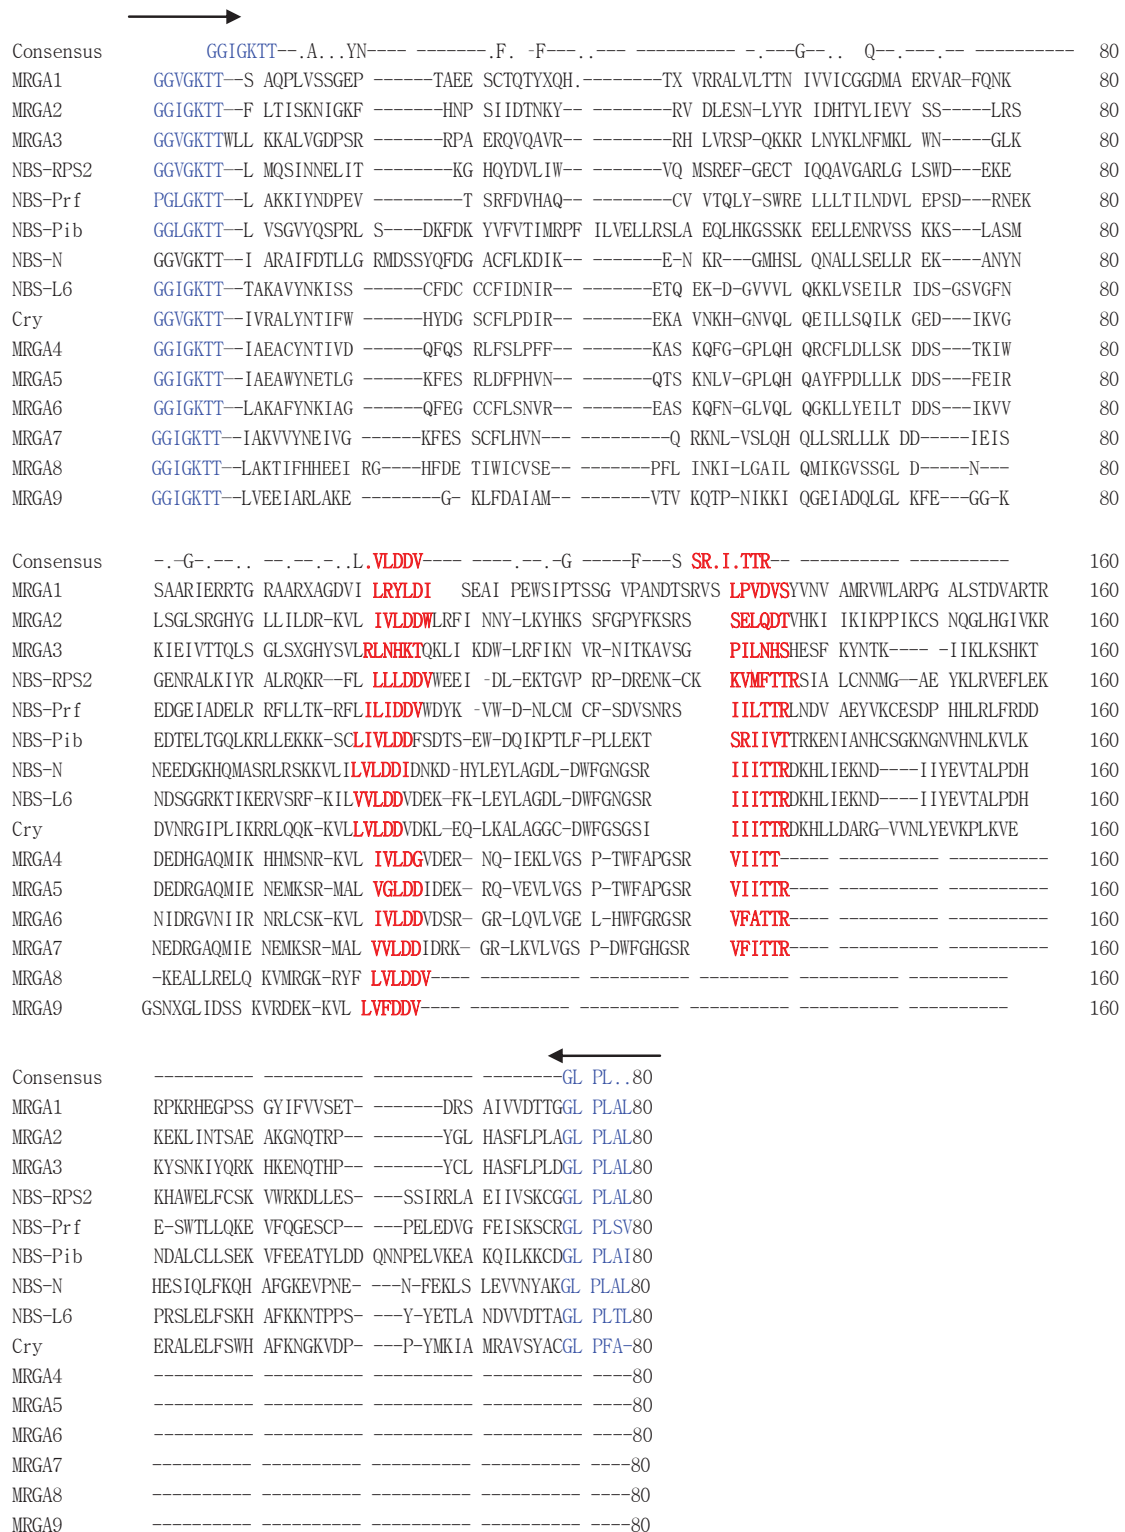 Consensus GGIGKTT--.A...YN---- -------.F. -F---.. --- ---------- -.---G--.. Q--.---.-- ---------- 80
MRGA1 GGVGKTT--S AQPLVSSGEP -------TAEE SCTQTYXQH. --------TX VRRALVLTTN IVVICGGDMA ERVAR-FQNK 80
MRGA2 GGIGKTT--F LTISKNIGKF --------HNP SIIDTNKY-- ---------RV DLESN-LYYR IDHTYLIEVY SS-----LRS 80
MRGA3 GGVGKTTWLL KKALVGDPSR --------RPA ERQVQAVR-- --------RH LVRSP-QKKR LNYKLNFMKL WN-----GLK 80
NBS-RPS2 GGVGKTT--L MQSINNELIT ---------KG HQYDVLIW-- --------VQ MSREF-GECT IQQAVGARLG LSWD---EKE 80
NBS-Prf PGLGKTT--L AKKIYNDPEV ----------T SRFDVHAQ-- --------CV VTQLY-SWRE LLLTILNDVL EPSD---RNEK 80
NBS-Pib GGLGKTT--L VSGVYQSPRL S----DKFDK YVFVTIMRPF ILVELLRSLA EQLHKGSSKK EELLENRVSS KKS---LASM 80
NBS-N GGVGKTT--I ARAIFDTLLG RMDSSYQFDG ACFLKDIK--- --------E-N KR---GMHSL QNALLSELLR EK----ANYN 80
NBS-L6 GGIGKTT--TAKAVYNKISS ------CFDC CCFIDNIR-- -------ETQ EK-D-GVVVL QKKLVSEILR IDS-GSVGFN 80
Cry GGVGKTT--IVRALYNTIFW ------HYDG SCFLPDIR-- -------EKA VNKH-GNVQL QEILLSQILK GED---IKVG 80
MRGA4 GGIGKTT--IAEACYNTIVD ------QFQS RLFSLPFF-- -------KAS KQFG-GPLQH QRCFLDLLSK DDS---TKIW 80
MRGA5 GGIGKTT--IAEAWYNETLG ------KFES RLDFPHVN-- -------QTS KNLV-GPLQH QAYFPDLLLK DDS---FEIR 80
MRGA6 GGIGKTT--LAKAFYNKIAG ------QFEG CCFLSNVR-- -------EAS KQFN-GLVQL QGKLLYEILT DDS---IKVV 80
MRGA7 GGIGKTT--IAKVVYNEIVG ------KFES SCFLHVN--- ----------Q RKNL-VSLQH QLLSRLLLK DD-----IEIS 80
MRGA8 GGIGKTT--LAKTIFHHEEI RG----HFDE TIWICVSE-- -------PFL INKI-LGAIL QMIKGVSSGL D-----N--- 80
MRGA9 GGIGKTT--LVEEIARLAKE --------G- KLFDAIAM-- -------VTV KQTP-NIKKI QGEIADQLGL KFE---GG-K 80
Consensus -.-G-.--.. --.--.-..L.VLDDV----- ----.--.-G -----F---S SR.I.TTR-- ---------- ---------- 160
MRGA1 SAARIERRTG RAARXAGDVI LRYLDI SEAI PEWSIPTSSG VPANDTSRVS LPVDVSYVNV AMRVWLARPG ALSTDVARTR 160
MRGA2 LSGLSRGHYG LLILDR-KVL IVLDDWLRFI NNY-LKYHKS SFGPYFKSRS SELQDTVHKI IKIKPPIKCS NQGLHGIVKR 160
MRGA3 KIEIVTTQLS GLSXGHYSVLRLNHKTQKLI KDW-LRFIKN VR-NITKAVSG PILNHSHESF KYNTK----- -IIKLKSHKT 160
NBS-RPS2 GENRALKIYR ALRQKR--FL LLLDDVWEEI -DL-EKTGVP RP-DRENK-CK KVMFTTRSIA LCNNMG--AE YKLRVEFLEK 160
NBS-Prf EDGEIADELR RFLLTK-RFLILIDDVWDYK -VW-D-NLCM CF-SDVSNRS IILTTRLNDV AEYVKCESDP HHLRLFRDD 160
NBS-Pib EDTELTGQLKRLLEKKK-SCLIVLDDFSDTS-EW-DQIKPTLF-PLLEKT SRIIVTTRKENIANHCSGKNGNVHNLKVLK 160
NBS-N NEEDGKHQMASRLRSKKVLILVLDDIDNKD-HYLEYLAGDL-DWFGNGSR IIITTRDKHLIEKND----IIYEVTALPDH 160
NBS-L6 NDSGGRKTIKERVSRF-KILVVLDDVDEK-FK-LEYLAGDL-DWFGNGSR IIITTRDKHLIEKND----IIYEVTALPDH 160
Cry DVNRGIPLIKRRLQQK-KVLLVLDDVDKL-EQ-LKALAGGC-DWFGSGSI IIITTRDKHLLDARG-VVNLYEVKPLKVE 160
MRGA4 DEDHGAQMIK HHMSNR-KVL IVLDGVDER- NQ-IEKLVGS P-TWFAPGSR VIITT----- ---------- ---------- 160
MRGA5 DEDRGAQMIE NEMKSR-MAL VGLDDIDEK- RQ-VEVLVGS P-TWFAPGSR VIITTR---- ---------- ---------- 160
MRGA6 NIDRGVNIIR NRLCSK-KVL IVLDDVDSR- GR-LQVLVGE L-HWFGRGSR VFATTR---- ---------- ---------- 160
MRGA7 NEDRGAQMIE NEMKSR-MAL VVLDDIDRK- GR-LKVLVGS P-DWFGHGSR VFITTR---- ---------- ---------- 160
MRGA8 -KEALLRELQ KVMRGK-RYF LVLDDV---- ---------- ---------- ---------- ---------- ---------- 160
MRGA9 GSNXGLIDSS KVRDEK-KVL LVFDDV---- ---------- ---------- ---------- ---------- ---------- 160
Consensus ---------- ---------- ---------- --------GL PL..80
MRGA1 RPKRHEGPSS GYIFVVSET- -------DRS AIVVDTTGGL PLAL80
MRGA2 KEKLINTSAE AKGNQTRP-- -------YGL HASFLPLAGL PLAL80
MRGA3 KYSNKIYQRK HKENQTHP-- -------YCL HASFLPLDGL PLAL80
NBS-RPS2 KHAWELFCSK VWRKDLLES- ---SSIRRLA EIIVSKCGGL PLAL80
NBS-Prf E-SWTLLQKE VFQGESCP-- ---PELEDVG FEISKSCRGL PLSV80
NBS-Pib NDALCLLSEK VFEEATYLDD QNNPELVKEA KQILKKCDGL PLAI80
NBS-N HESIQLFKQH AFGKEVPNE- ---N-FEKLS LEVVNYAKGL PLAL80
NBS-L6 PRSLELFSKH AFKKNTPPS- ---Y-YETLA NDVVDTTAGL PLTL80
Cry ERALELFSWH AFKNGKVDP- ---P-YMKIA MRAVSYACGL PFA-80
MRGA4 ---------- ---------- ---------- ---------- ----80
MRGA5 ---------- ---------- ---------- ---------- ----80
MRGA6 ---------- ---------- ---------- ---------- ----80
MRGA7 ---------- ---------- ---------- ---------- ----80
MRGA8 ---------- ---------- ---------- ---------- ----80
MRGA9 ---------- ---------- ---------- ---------- ----80